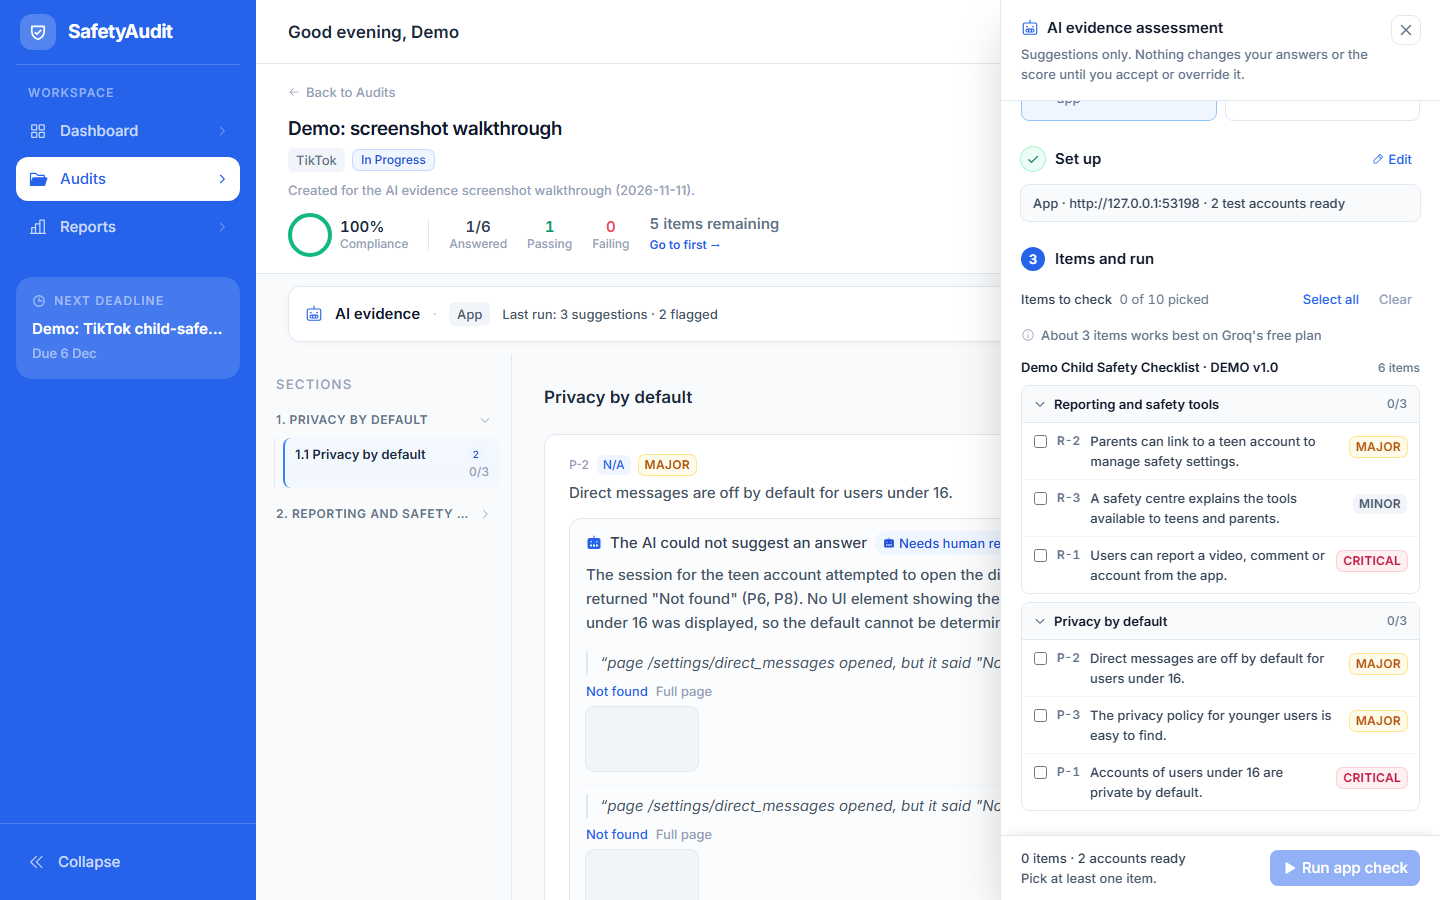 SafetyAudit
WORKSPACE
Dashboard
Audits
Reports
NEXT DEADLINE
Demo: TikTok child-safe...
Due 6 Dec
Collapse
Good evening, Demo
Back to Audits
Demo: screenshot walkthrough
TikTok In Progress
Created for the AI evidence screenshot walkthrough (2026-11-11).
100%
Compliance
1/6
Answered
1
Passing
0
Failing
5 items remaining
Go to first →
AI evidence · App Last run: 3 suggestions · 2 flagged
SECTIONS
1. PRIVACY BY DEFAULT
1.1 Privacy by default 2
0/3
2. REPORTING AND SAFETY ...
Privacy by default
P-2 N/A MAJOR
Direct messages are off by default for users under 16.
The AI could not suggest an answer Needs human re
The session for the teen account attempted to open the di
returned "Not found" (P6, P8). No UI element showing the
under 16 was displayed, so the default cannot be determin
“page /settings/direct_messages opened, but it said "No
Not found Full page
“page /settings/direct_messages opened, but it said "No
Not found Full page
AI evidence assessment
Suggestions only. Nothing changes your answers or the
score until you accept or override it.
app
Set up
Edit
App · http://127.0.0.1:53198 · 2 test accounts ready
3 Items and run
Items to check 0 of 10 picked Select all Clear
About 3 items works best on Groq's free plan
Demo Child Safety Checklist · DEMO v1.0 6 items
Reporting and safety tools 0/3
R-2 Parents can link to a teen account to MAJOR
manage safety settings.
R-3 A safety centre explains the tools MINOR
available to teens and parents.
R-1 Users can report a video, comment or CRITICAL
account from the app.
Privacy by default 0/3
P-2 Direct messages are off by default for MAJOR
users under 16.
P-3 The privacy policy for younger users is MAJOR
easy to find.
P-1 Accounts of users under 16 are CRITICAL
private by default.
0 items · 2 accounts ready
Pick at least one item.
Run app check